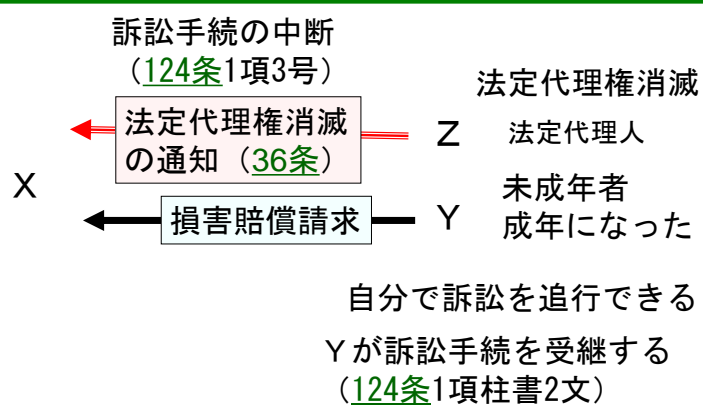 訴訟手続の中断
（124条1項3号）
法定代理権消滅
法定代理権消滅
の通知（36条）
Z
法定代理人
X
未成年者
損害賠償請求
Y
成年になった
自分で訴訟を追行できる
Yが訴訟手続を受継する
（124条1項柱書2文）